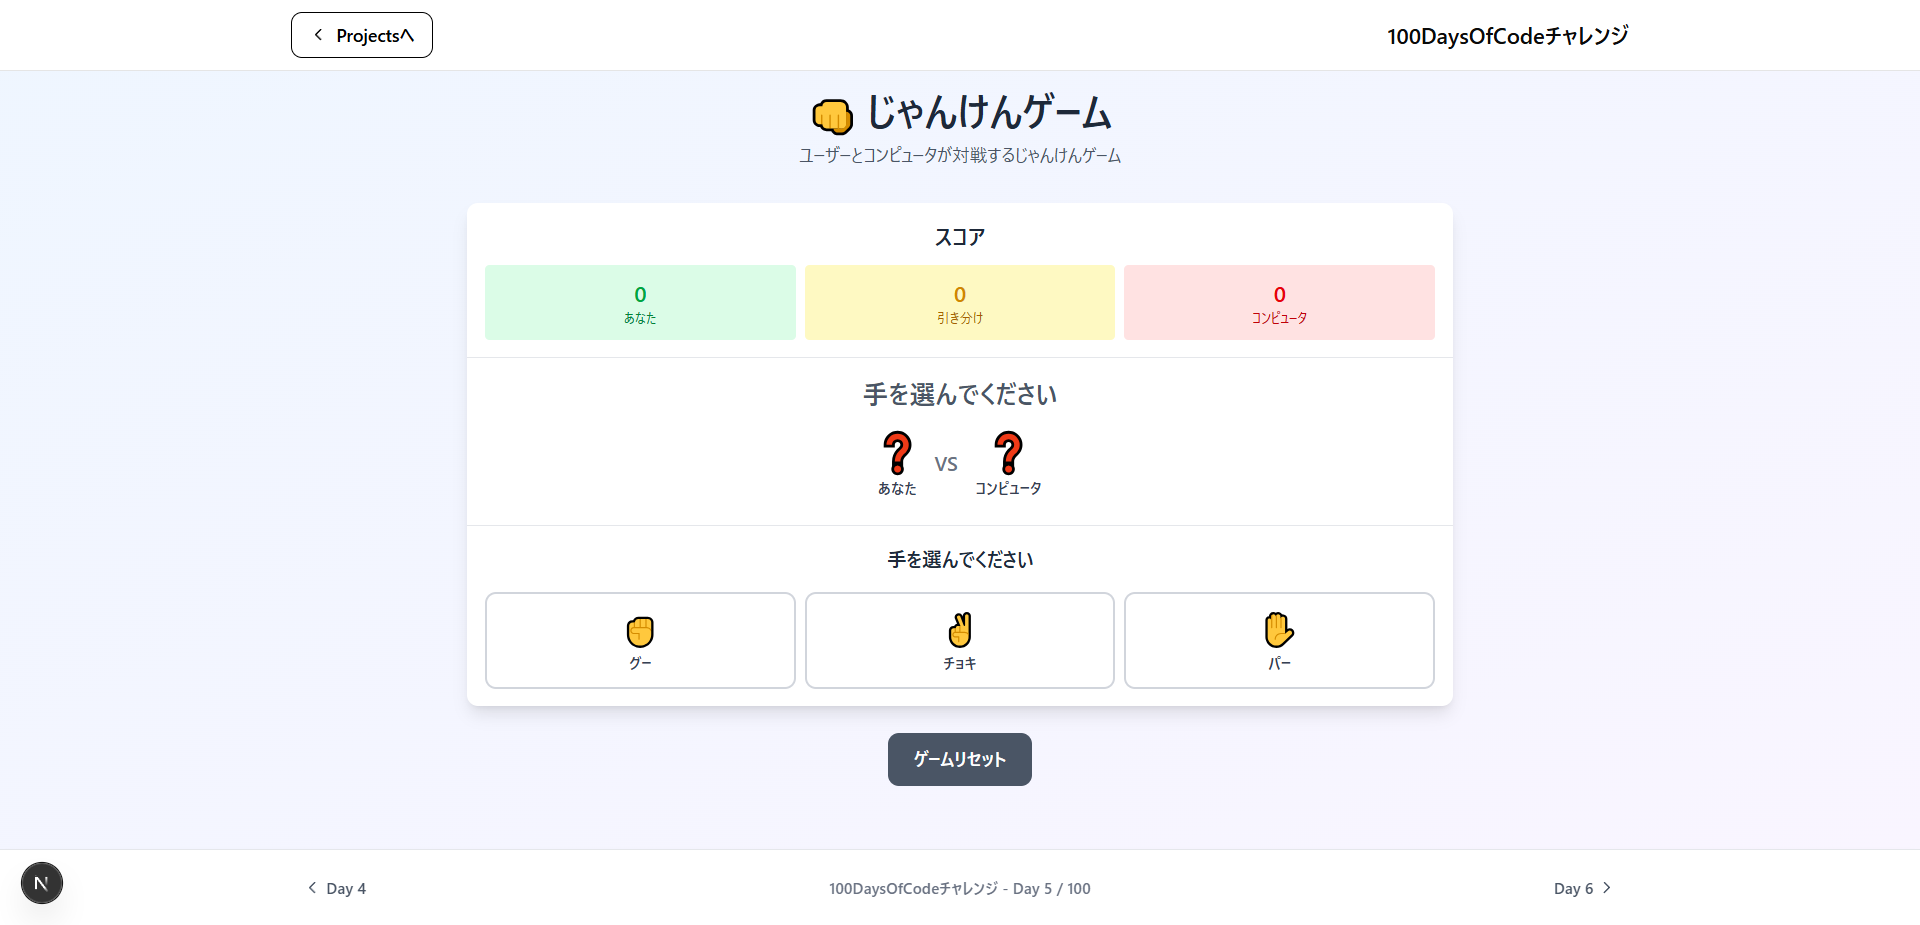 Projectsへ
100DaysOfCodeチャレンジ
じゃんけんゲーム
ユーザーとコンピュータが対戦するじゃんけんゲーム
スコア
0
あなた
0
引き分け
0
コンピュータ
手を選んでください
❓ VS ❓
あなた
コンピュータ
手を選んでください
グー
チョキ
パー
ゲームリセット
N
Day 4
100DaysOfCodeチャレンジ - Day 5 / 100
Day 6